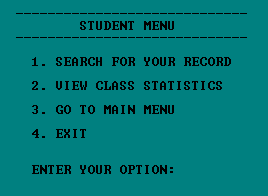 STUDENT MENU
1. SEARCH FOR YOUR RECORD
2. VIEW CLASS STATISTICS
3. GO TO MAIN MENU
4. EXIT
ENTER YOUR OPTION: